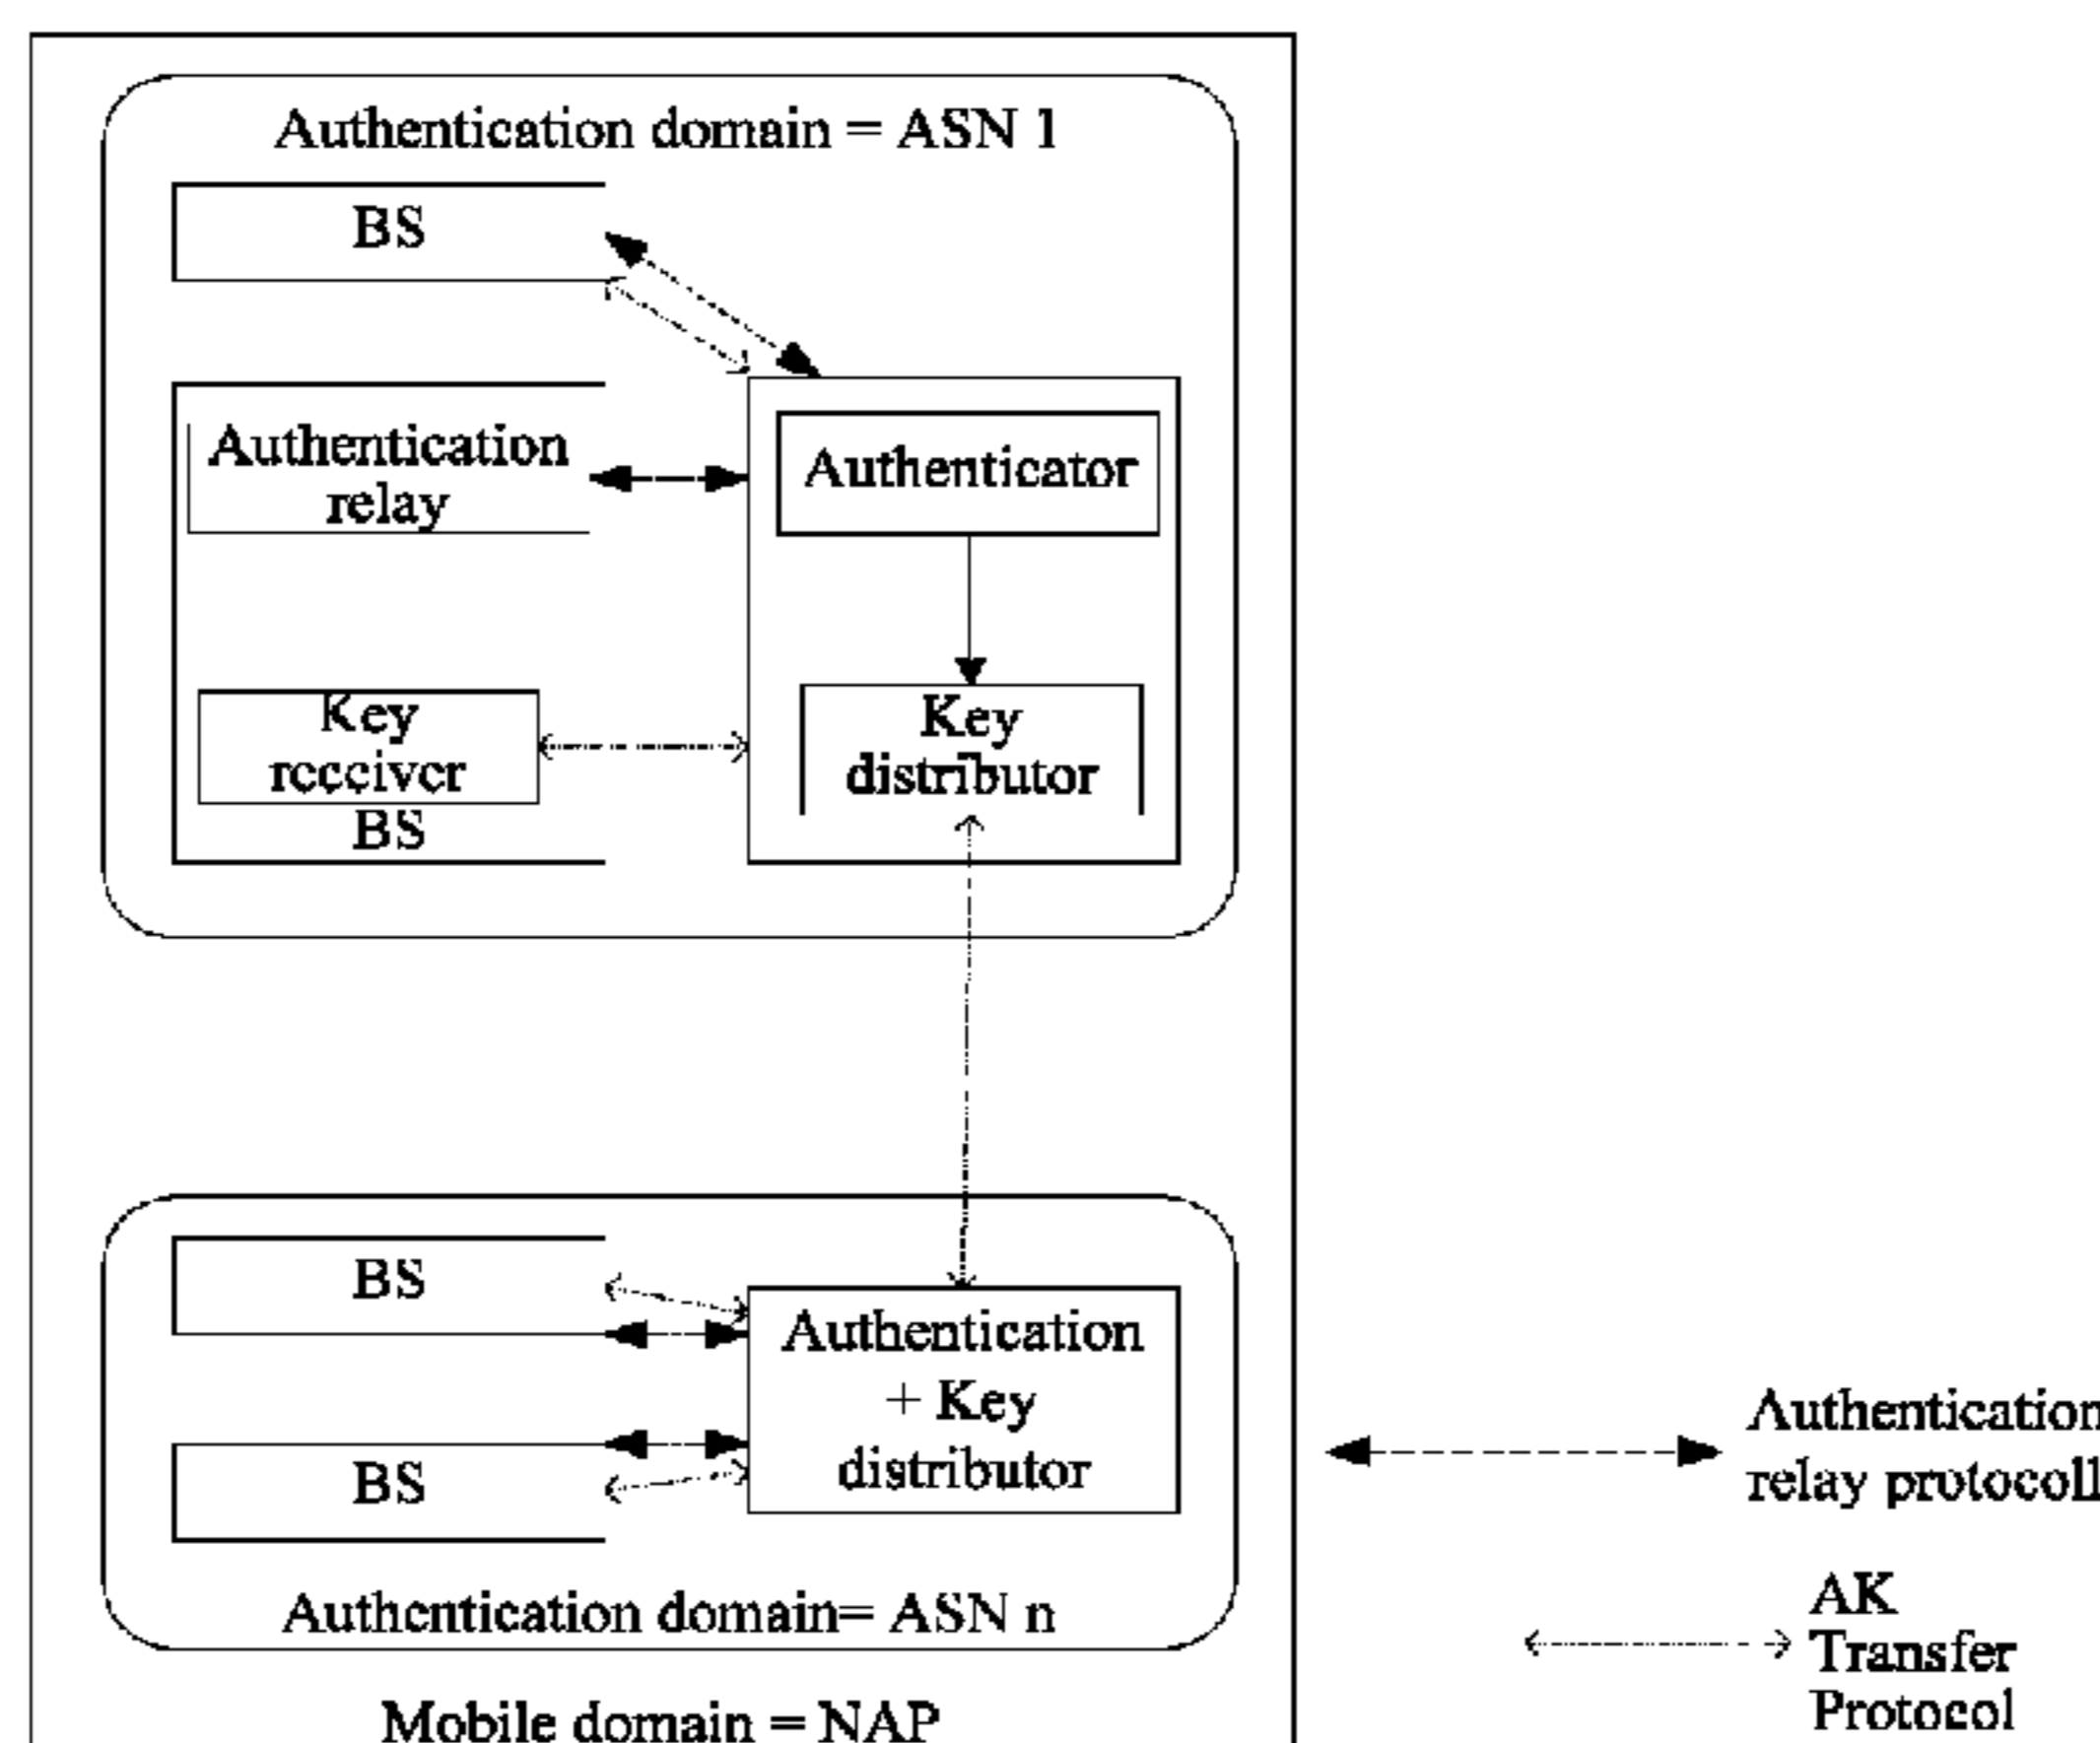 Authentication domain = ASN 1
BS
Authentication
relay
Authenticator
Key
receiver
BS
Key
distributor
BS
Authentication
+ Key
distributor
BS
Authentication domain= ASN n
Mobile domain = NAP
Authentication
relay protocoll
AK
Transfer
Protocol